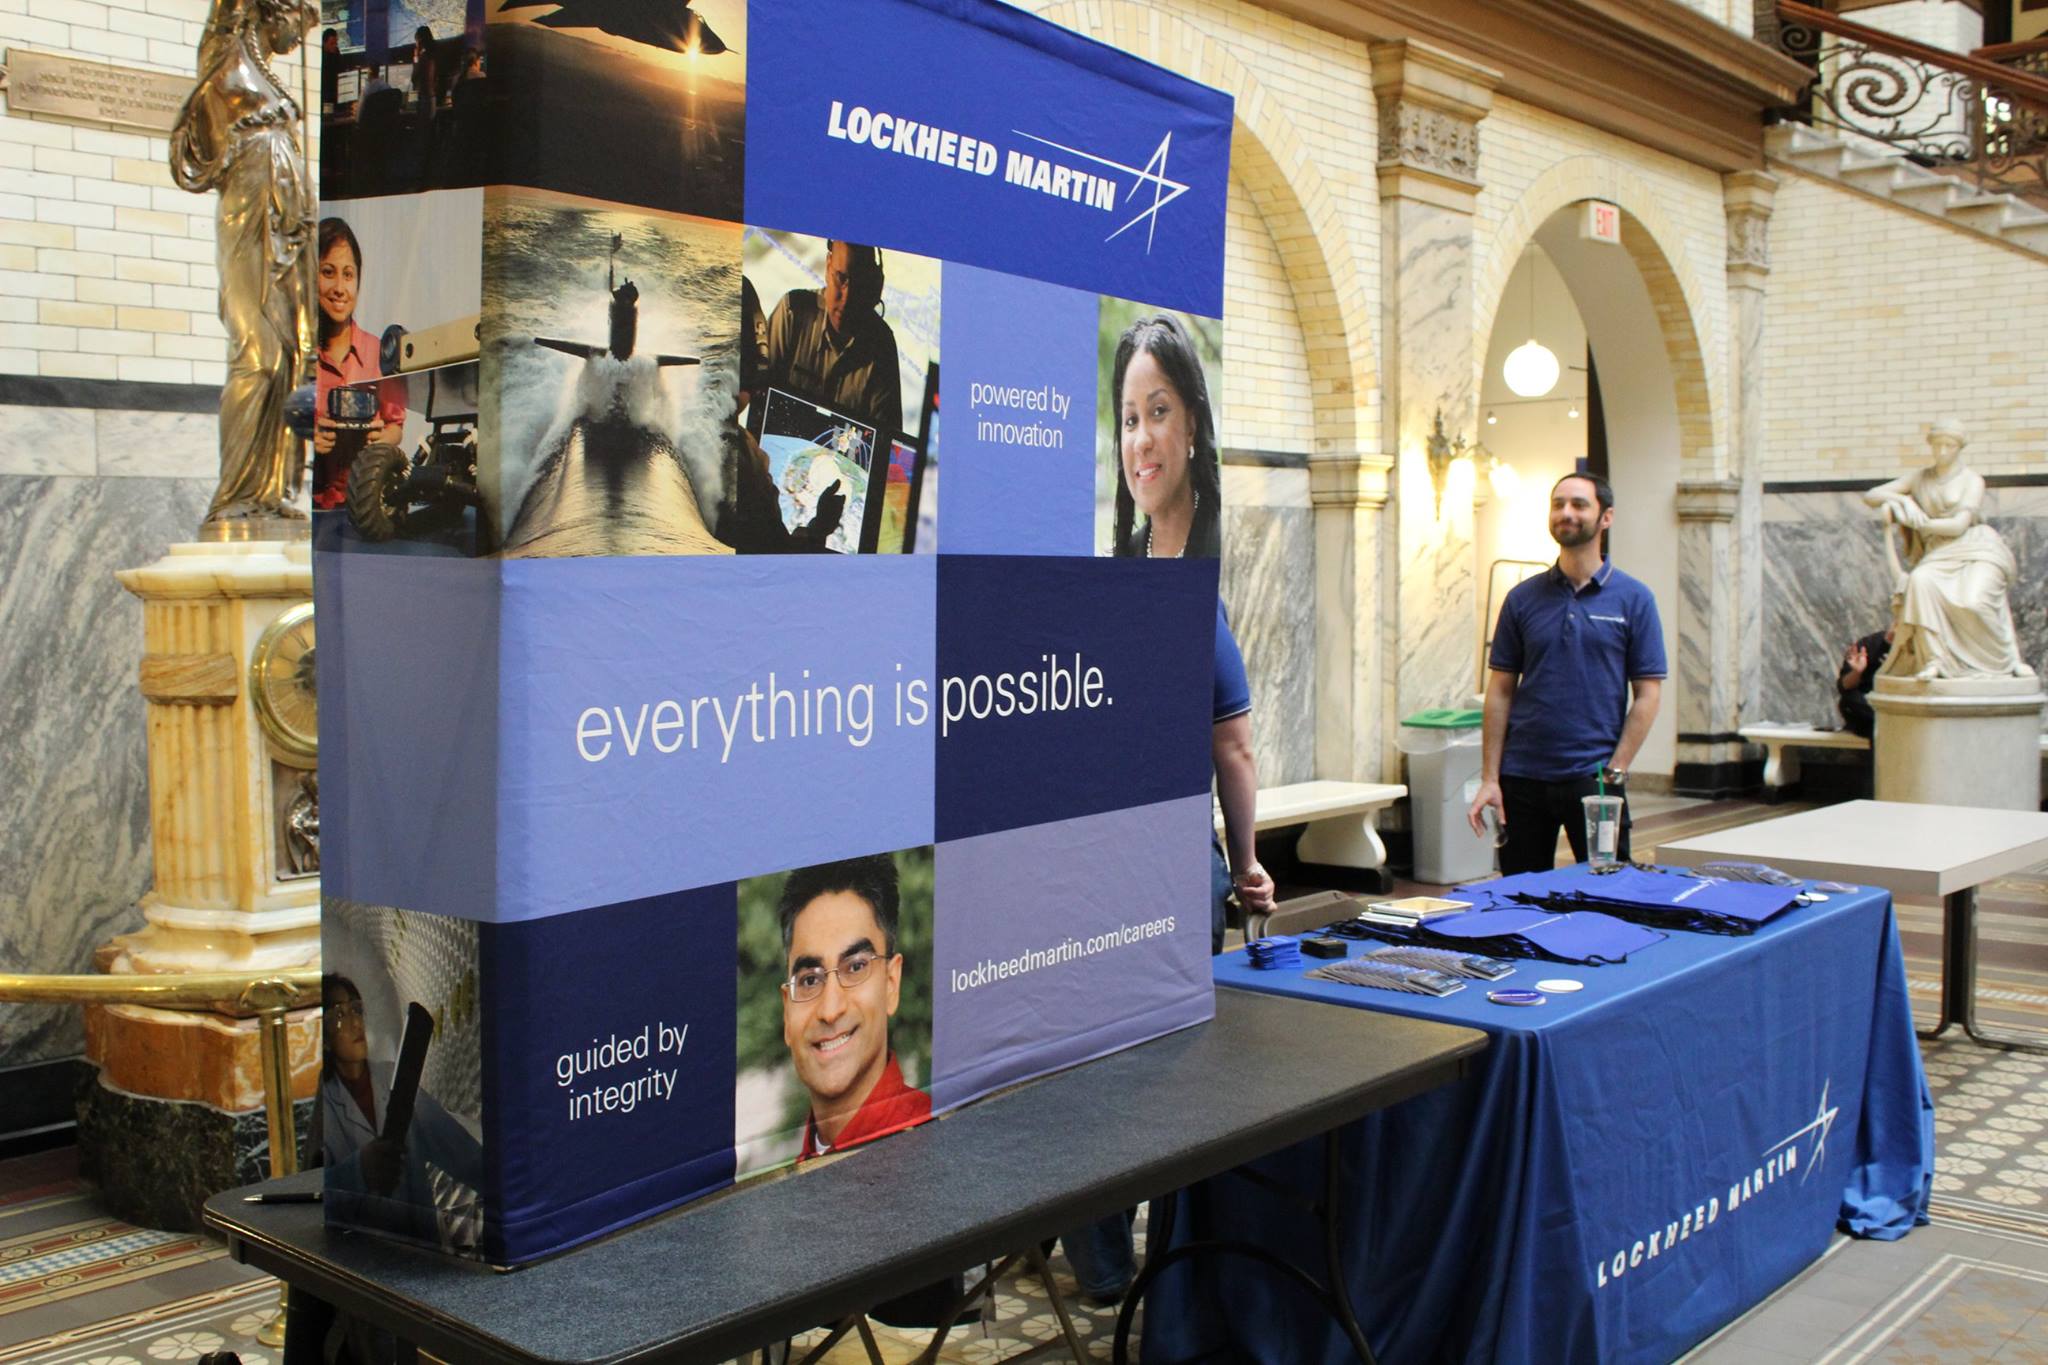 LOCKHEED MARTIN
powered by
innovation
everything is possible.
guided by
integrity
lockheedmartin.com/careers
EXIT
LOCKHEED MARTIN